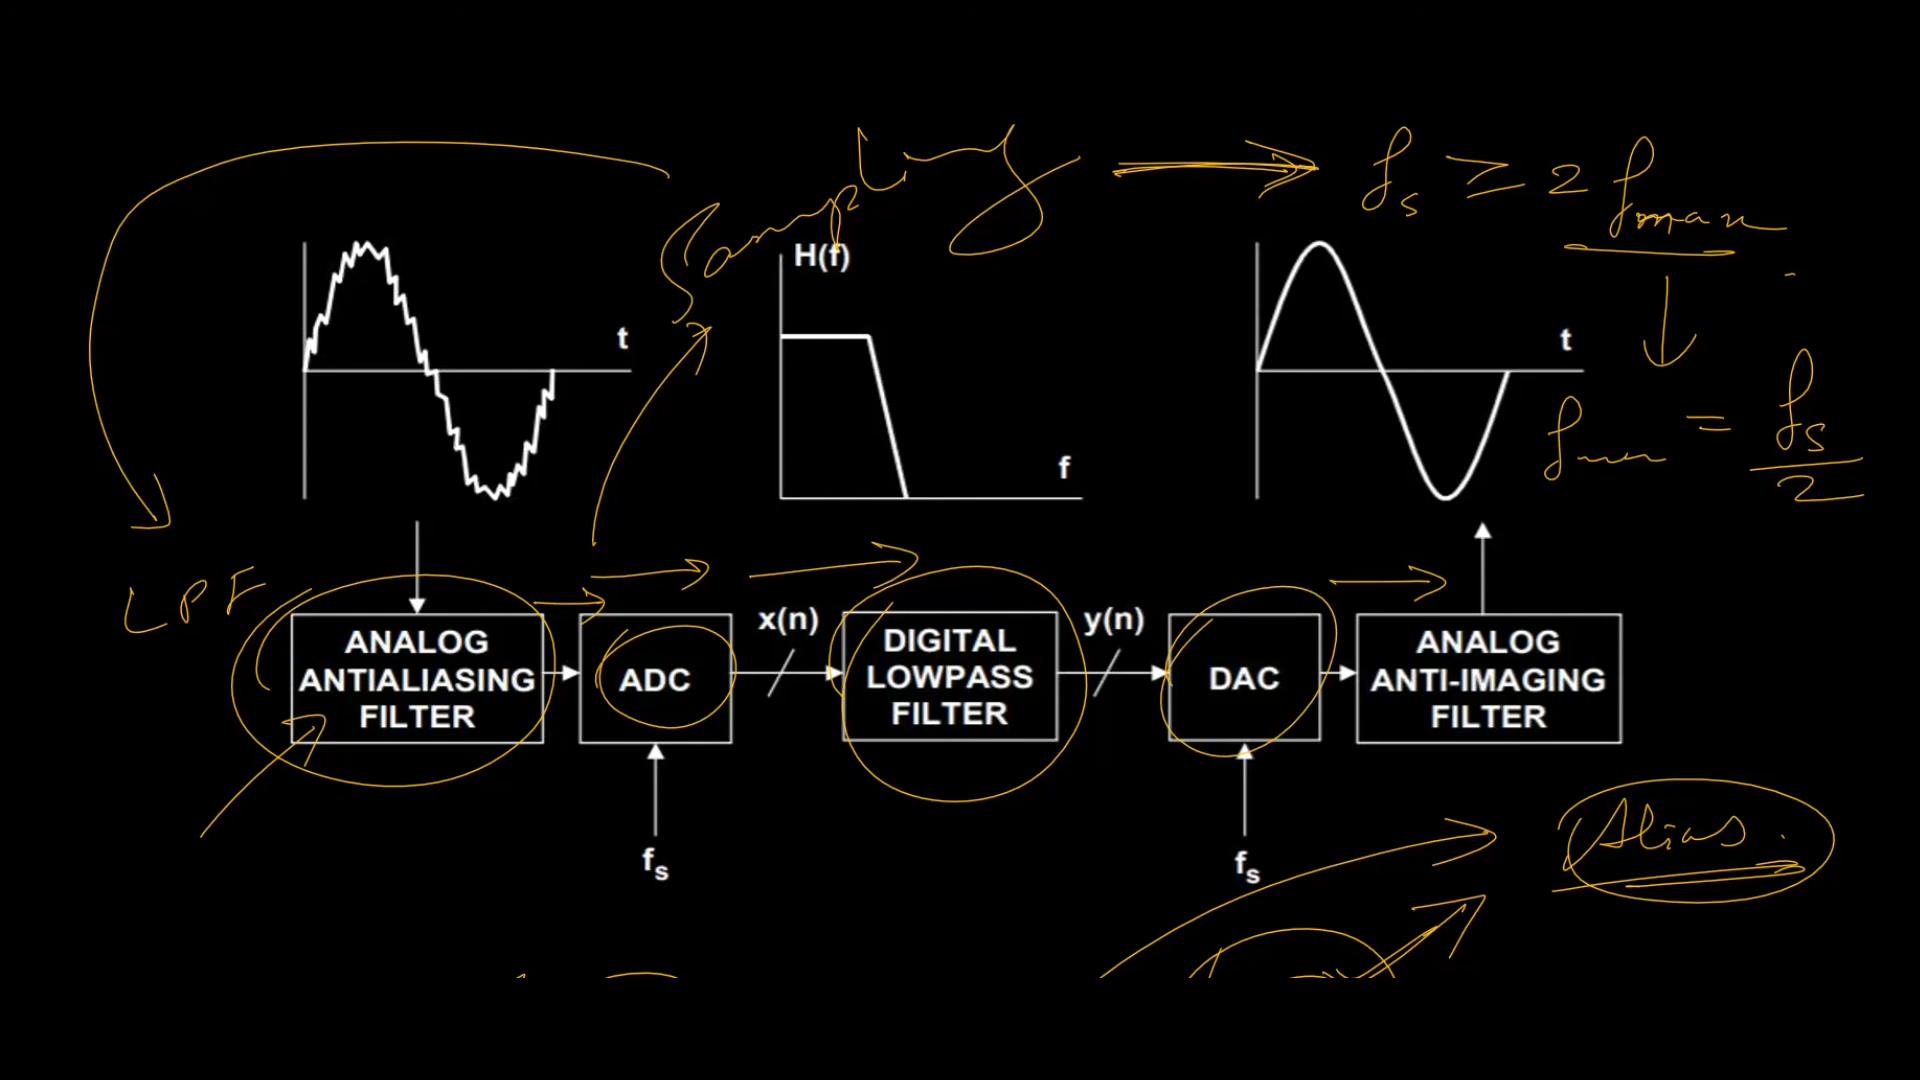 Sampling
fs ≥ 2 fmax
H(f)
t
t
f
f = fs/2
LPF
ANALOG
ANTIALIASING
FILTER
ADC
x(n)
DIGITAL
LOWPASS
FILTER
y(n)
DAC
ANALOG
ANTI-IMAGING
FILTER
fs
fs
Alias.